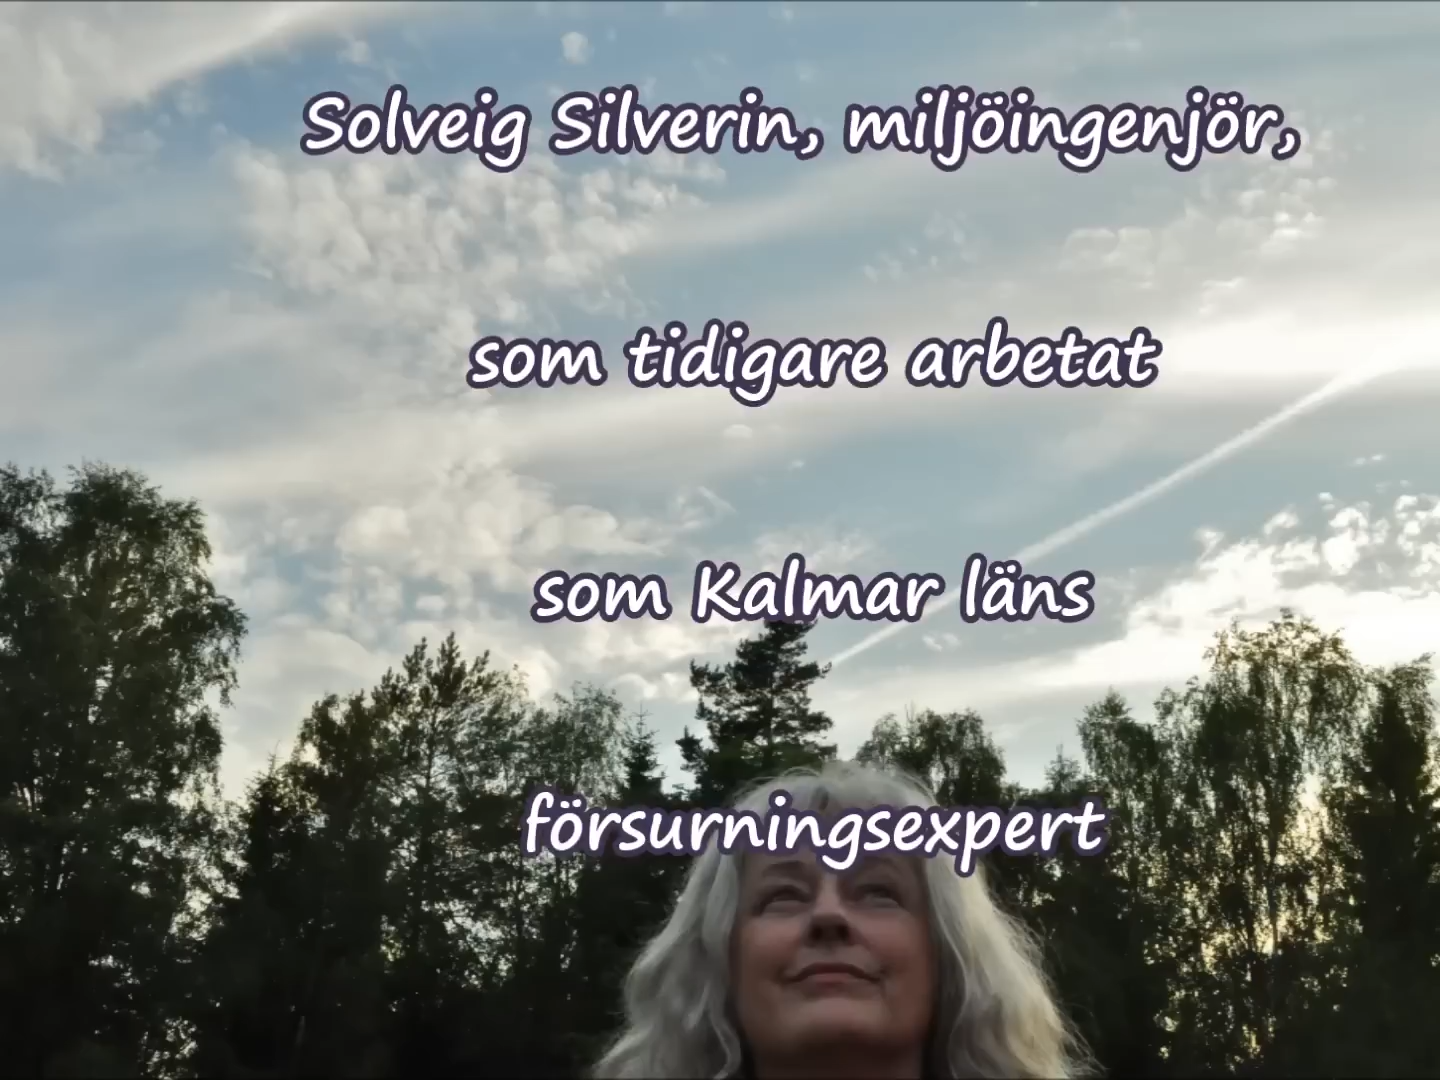 Solveig Silverin, miljöingenjör,
som tidigare arbetat
som Kalmar läns
försurningsexpert